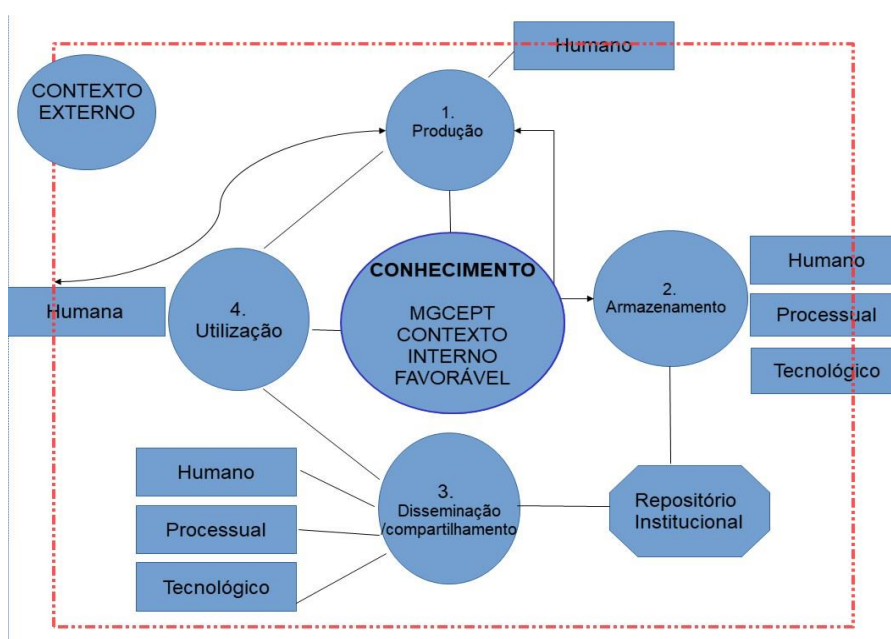 Humano
CONTEXTO
EXTERNO
1.
Produção
CONHECIMENTO
MGCEPT
CONTEXTO
INTERNO
FAVORÁVEL
2.
Armazenamento
Humano
Processual
Tecnológico
Humana
4.
Utilização
3.
Disseminação
/compartilhamento
Humano
Processual
Tecnológico
Repositório
Institucional